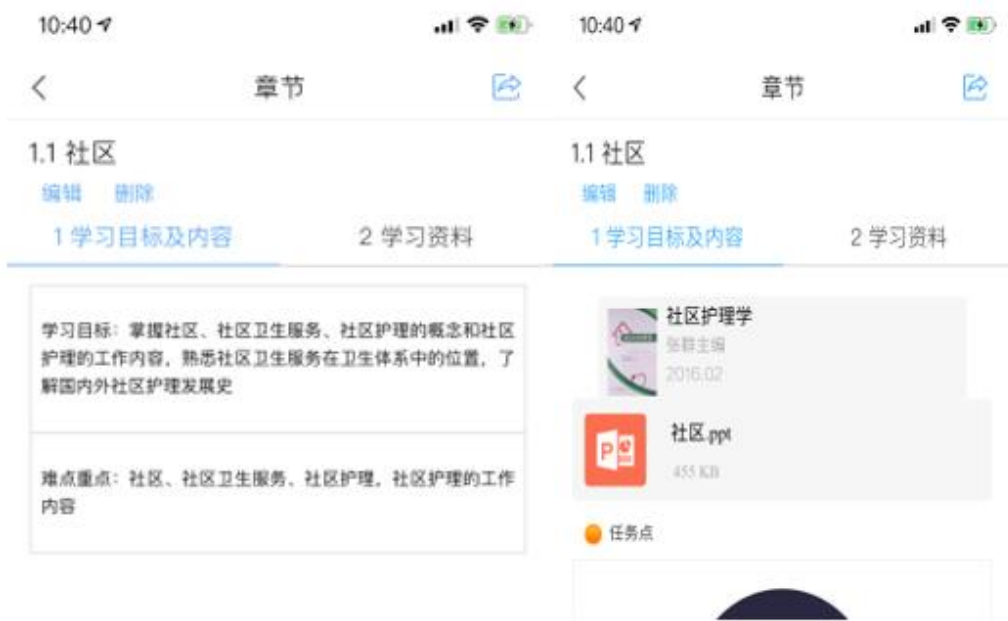 10:40
章节
1.1 社区
编辑 删除
1 学习目标及内容 2 学习资料
学习目标：掌握社区、社区卫生服务、社区护理的概念和社区
护理的工作内容，熟悉社区卫生服务在卫生体系中的位置，了
解国内外社区护理发展史
难点重点：社区、社区卫生服务、社区护理，社区护理的工作
内容
10:40
章节
1.1 社区
编辑 删除
1 学习目标及内容 2 学习资料
社区护理学
张群主编
2016.02
社区.ppt
455 KB
任务点